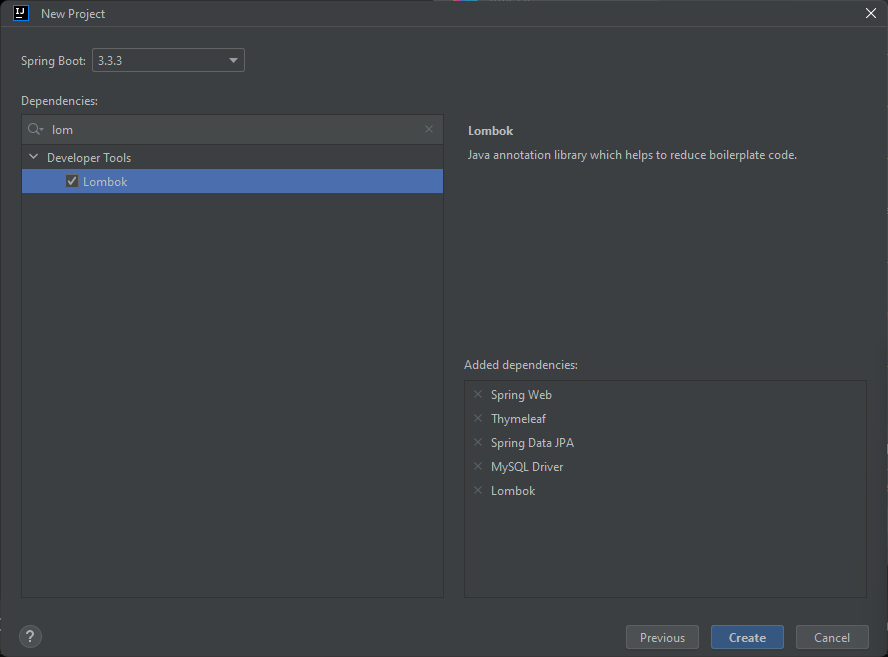 IJ
New Project
Spring Boot: 3.3.3
Dependencies:
lom
Developer Tools
Lombok
Lombok
Java annotation library which helps to reduce boilerplate code.
Added dependencies:
Spring Web
Thymeleaf
Spring Data JPA
MySQL Driver
Lombok
?
Previous
Create
Cancel